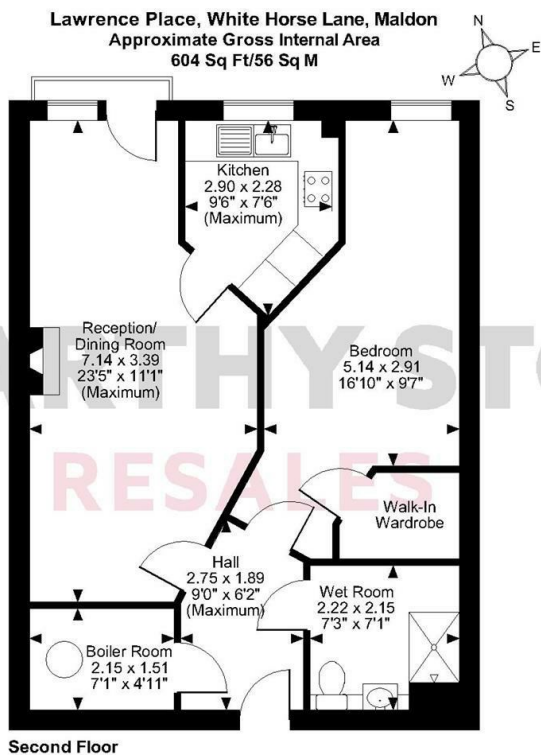 Lawrence Place, White Horse Lane, Maldon
Approximate Gross Internal Area
604 Sq Ft/56 Sq M
N
E
W
S
Kitchen
2.90 x 2.28
9'6" x 7'6"
(Maximum)
Reception/
Dining Room
7.14 x 3.39
23'5" x 11'1"
(Maximum)
Bedroom
5.14 x 2.91
16'10" x 9'7"
ARTHY STO
RESALES
Walk-In
Wardrobe
Hall
2.75 x 1.89
9'0" x 6'2"
(Maximum)
Wet Room
2.22 x 2.15
7'3" x 7'1"
Boiler Room
2.15 x 1.51
7'1" x 4'11"
Second Floor